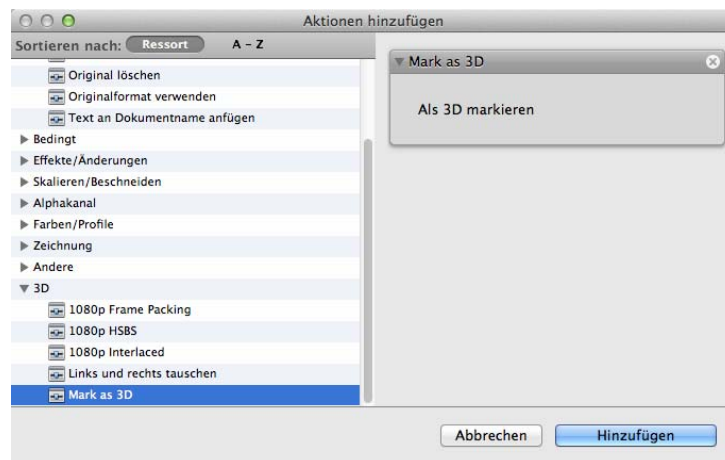 Aktionen hinzufügen
Sortieren nach: Ressort A – Z
Original löschen
Originalformat verwenden
Text an Dokumentname anfügen
Bedingt
Effekte/Änderungen
Skalieren/Beschneiden
Alphakanal
Farben/Profile
Zeichnung
Andere
3D
1080p Frame Packing
1080p HSBS
1080p Interlaced
Links und rechts tauschen
Mark as 3D
Mark as 3D
Als 3D markieren
Abbrechen
Hinzufügen